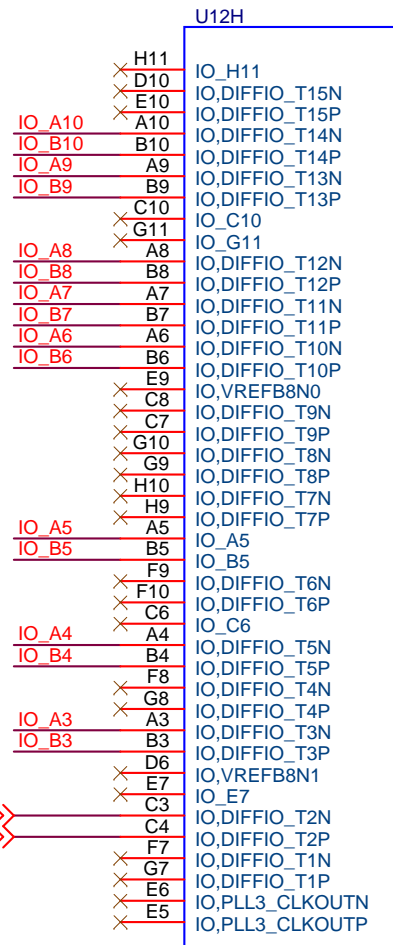 U12H
H11 IO_H11
D10 IO,DIFFIO_T15N
E10 IO,DIFFIO_T15P
IO_A10 A10 IO,DIFFIO_T14N
IO_B10 B10 IO,DIFFIO_T14P
IO_A9 A9 IO,DIFFIO_T13N
IO_B9 B9 IO,DIFFIO_T13P
C10 IO_C10
G11 IO_G11
IO_A8 A8 IO,DIFFIO_T12N
IO_B8 B8 IO,DIFFIO_T12P
IO_A7 A7 IO,DIFFIO_T11N
IO_B7 B7 IO,DIFFIO_T11P
IO_A6 A6 IO,DIFFIO_T10N
IO_B6 B6 IO,DIFFIO_T10P
E9 IO,VREFB8N0
C8 IO,DIFFIO_T9N
C7 IO,DIFFIO_T9P
G10 IO,DIFFIO_T8N
G9 IO,DIFFIO_T8P
H10 IO,DIFFIO_T7N
H9 IO,DIFFIO_T7P
IO_A5 A5 IO_A5
IO_B5 B5 IO_B5
F9 IO,DIFFIO_T6N
F10 IO,DIFFIO_T6P
C6 IO_C6
IO_A4 A4 IO,DIFFIO_T5N
IO_B4 B4 IO,DIFFIO_T5P
F8 IO,DIFFIO_T4N
G8 IO,DIFFIO_T4P
IO_A3 A3 IO,DIFFIO_T3N
IO_B3 B3 IO,DIFFIO_T3P
D6 IO,VREFB8N1
E7 IO_E7
C3 IO,DIFFIO_T2N
C4 IO,DIFFIO_T2P
F7 IO,DIFFIO_T1N
G7 IO,DIFFIO_T1P
E6 IO,PLL3_CLKOUTN
E5 IO,PLL3_CLKOUTP